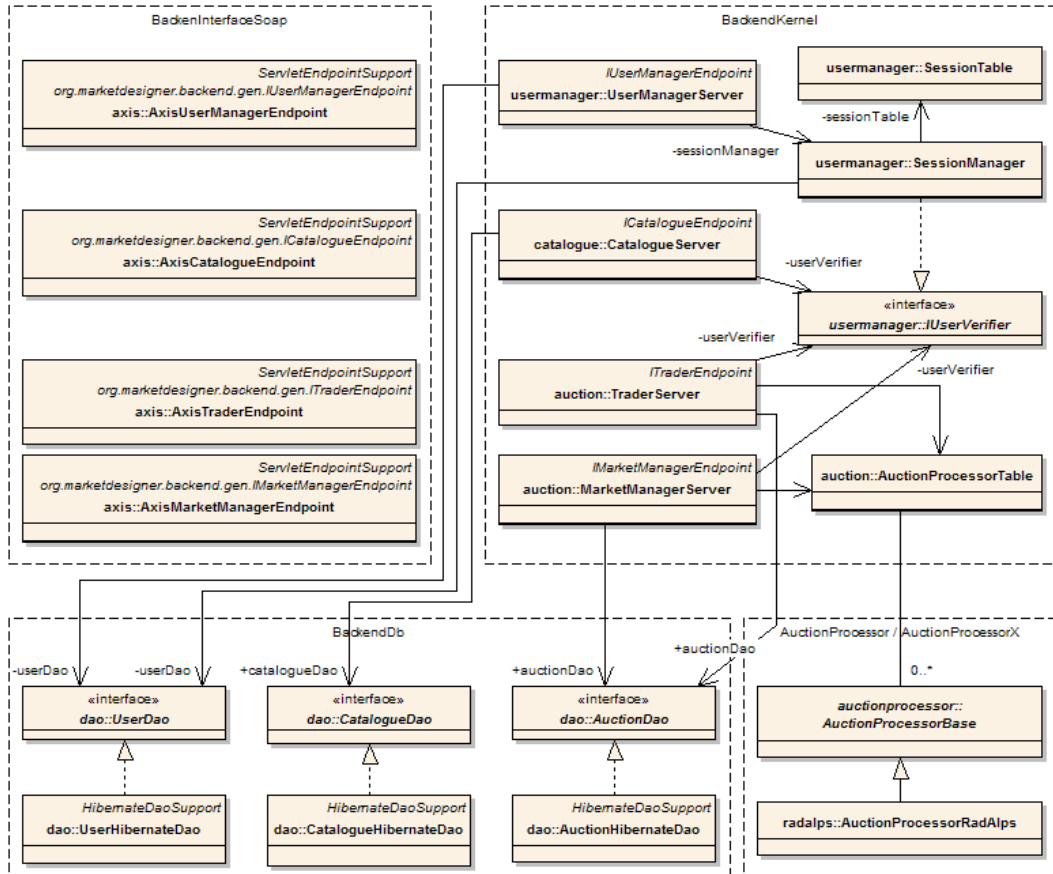 BackenInterfaceSoap
ServletEndpointSupport
org.marketdesigner.backend.gen.IUserManagerEndpoint
axis::AxisUserManagerEndpoint
ServletEndpointSupport
org.marketdesigner.backend.gen.ICatalogueEndpoint
axis::AxisCatalogueEndpoint
ServletEndpointSupport
org.marketdesigner.backend.gen.ITraderEndpoint
axis::AxisTraderEndpoint
ServletEndpointSupport
org.marketdesigner.backend.gen.IMarketManagerEndpoint
axis::AxisMarketManagerEndpoint
BackendKernel
IUserManagerEndpoint
usermanager::UserManagerServer
usermanager::SessionTable
-sessionTable
-sessionManager
usermanager::SessionManager
ICatalogueEndpoint
catalogue::CatalogueServer
-userVerifier
«interface»
usermanager::IUserVerifier
-userVerifier
ITraderEndpoint
auction::TraderServer
-userVerifier
IMarketManagerEndpoint
auction::MarketManagerServer
auction::AuctionProcessorTable
BackendDb
-userDao
-userDao
+catalogueDao
+auctionDao
+auctionDao
«interface»
dao::UserDao
«interface»
dao::CatalogueDao
«interface»
dao::AuctionDao
HibernateDaoSupport
dao::UserHibernateDao
HibernateDaoSupport
dao::CatalogueHibernateDao
HibernateDaoSupport
dao::AuctionHibernateDao
AuctionProcessor / AuctionProcessorX
0..*
auctionprocessor::
AuctionProcessorBase
radalps::AuctionProcessorRadAlps